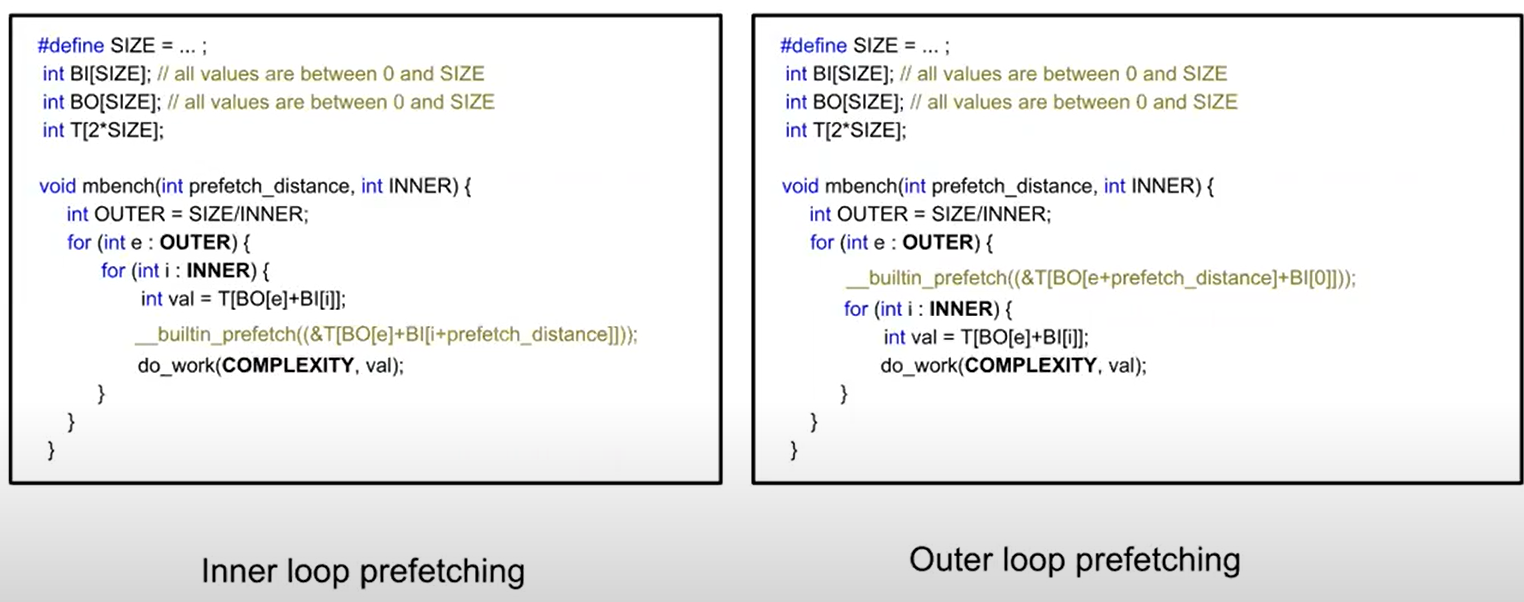 #define SIZE = ... ;
int BI[SIZE]; // all values are between 0 and SIZE
int BO[SIZE]; // all values are between 0 and SIZE
int T[2*SIZE];
void mbench(int prefetch_distance, int INNER) {
int OUTER = SIZE/INNER;
for (int e : OUTER) {
for (int i : INNER) {
int val = T[BO[e]+BI[i]];
__builtin_prefetch((&T[BO[e]+BI[i+prefetch_distance]]));
do_work(COMPLEXITY, val);
}
}
}
Inner loop prefetching
#define SIZE = ... ;
int BI[SIZE]; // all values are between 0 and SIZE
int BO[SIZE]; // all values are between 0 and SIZE
int T[2*SIZE];
void mbench(int prefetch_distance, int INNER) {
int OUTER = SIZE/INNER;
for (int e : OUTER) {
__builtin_prefetch((&T[BO[e+prefetch_distance]+BI[0]]));
for (int i : INNER) {
int val = T[BO[e]+BI[i]];
do_work(COMPLEXITY, val);
}
}
}
Outer loop prefetching